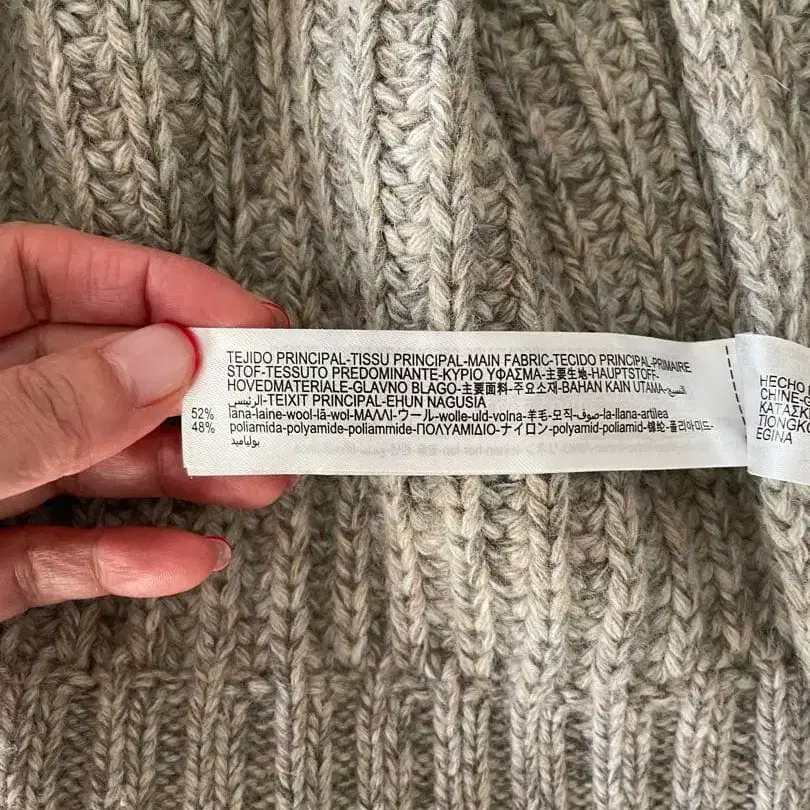 TEJIDO PRINCIPAL-TISSU PRINCIPAL-MAIN FABRIC-TECIDO PRINCIPAL-PRIMAIRE
STOF-TESSUTO PREDOMINANTE-ΚΥΡΙΟ ΥΦΑΣΜΑ-主要生地-HAUPTSTOFF-
HOVEDMATERIALE-GLAVNO BLAGO-主要面料-주요소재-BAHAN KAIN UTAMA-النسيج
الرئيسي-TEIXIT PRINCIPAL-EHUN NAGUSIA
52% lana-laine-wool-lã-wol-ΜΑΛΛΙ-ウール-wolle-uld-volna-羊毛-모직-صوف-la-llana-artilea
48% poliamida-polyamide-poliammide-ΠΟΛΥΑΜΙΔΙΟ-ナイロン-polyamid-poliamid-锦纶-폴리아미드-
بولياميد
HECHO
CHINE-
ΚΑΤΑΣΚ
TIONGK
EGINA